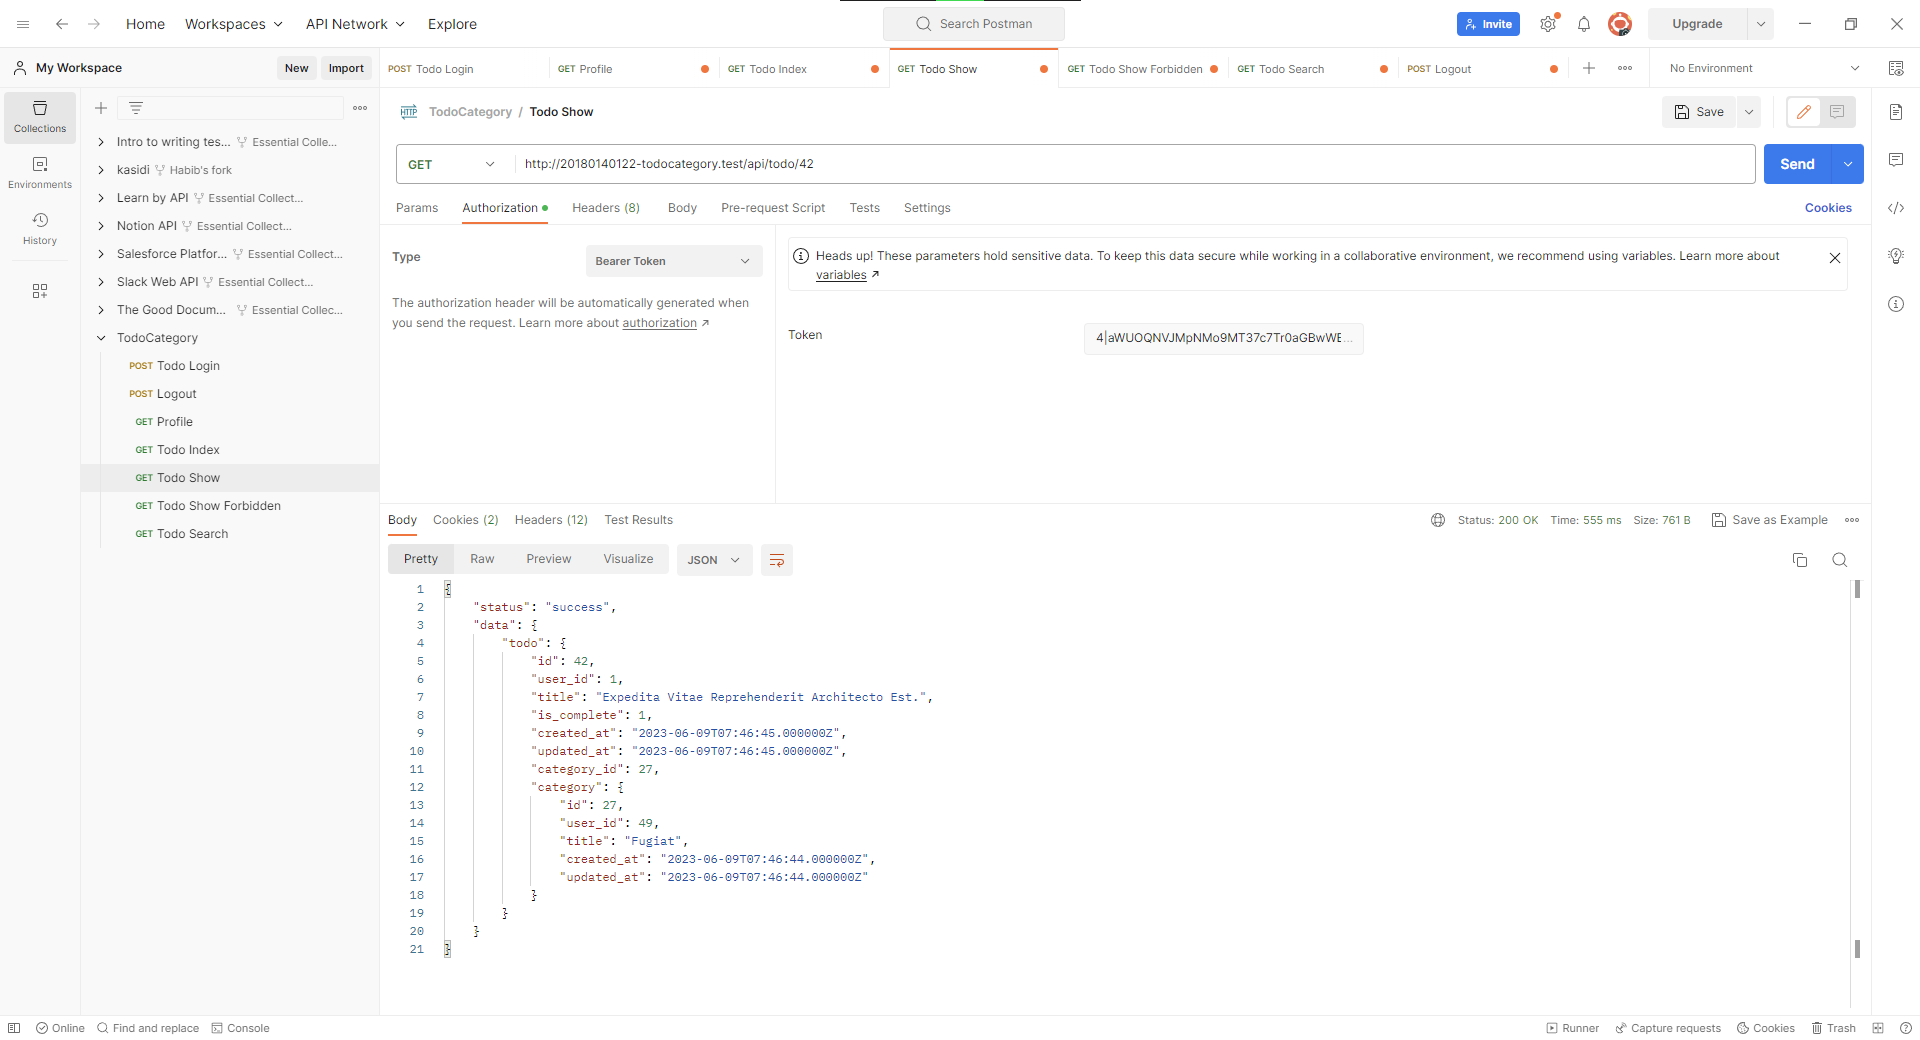 Home Workspaces API Network Explore Search Postman Invite Upgrade
My Workspace New Import POST Todo Login GET Profile GET Todo Index GET Todo Show GET Todo Show Forbidden GET Todo Search POST Logout No Environment
Collections
Environments
History
Intro to writing tes... Essential Colle...
kasidi Habib's fork
Learn by API Essential Collect...
Notion API Essential Collect...
Salesforce Platfor... Essential Collect...
Slack Web API Essential Collect...
The Good Docum... Essential Collec...
TodoCategory
POST Todo Login
POST Logout
GET Profile
GET Todo Index
GET Todo Show
GET Todo Show Forbidden
GET Todo Search
HTTP TodoCategory / Todo Show Save
GET http://20180140122-todocategory.test/api/todo/42 Send
Params Authorization Headers (8) Body Pre-request Script Tests Settings Cookies
Type Bearer Token
The authorization header will be automatically generated when
you send the request. Learn more about authorization ↗
Heads up! These parameters hold sensitive data. To keep this data secure while working in a collaborative environment, we recommend using variables. Learn more about
variables ↗
Token 4|aWUOQNVJMpNMo9MT37c7Tr0aGBwWE...
Body Cookies (2) Headers (12) Test Results Status: 200 OK Time: 555 ms Size: 761 B Save as Example
Pretty Raw Preview Visualize JSON
1 {
2 "status": "success",
3 "data": {
4 "todo": {
5 "id": 42,
6 "user_id": 1,
7 "title": "Expedita Vitae Reprehenderit Architecto Est.",
8 "is_complete": 1,
9 "created_at": "2023-06-09T07:46:45.000000Z",
10 "updated_at": "2023-06-09T07:46:45.000000Z",
11 "category_id": 27,
12 "category": {
13 "id": 27,
14 "user_id": 49,
15 "title": "Fugiat",
16 "created_at": "2023-06-09T07:46:44.000000Z",
17 "updated_at": "2023-06-09T07:46:44.000000Z"
18 }
19 }
20 }
21 }
Online Find and replace Console Runner Capture requests Cookies Trash